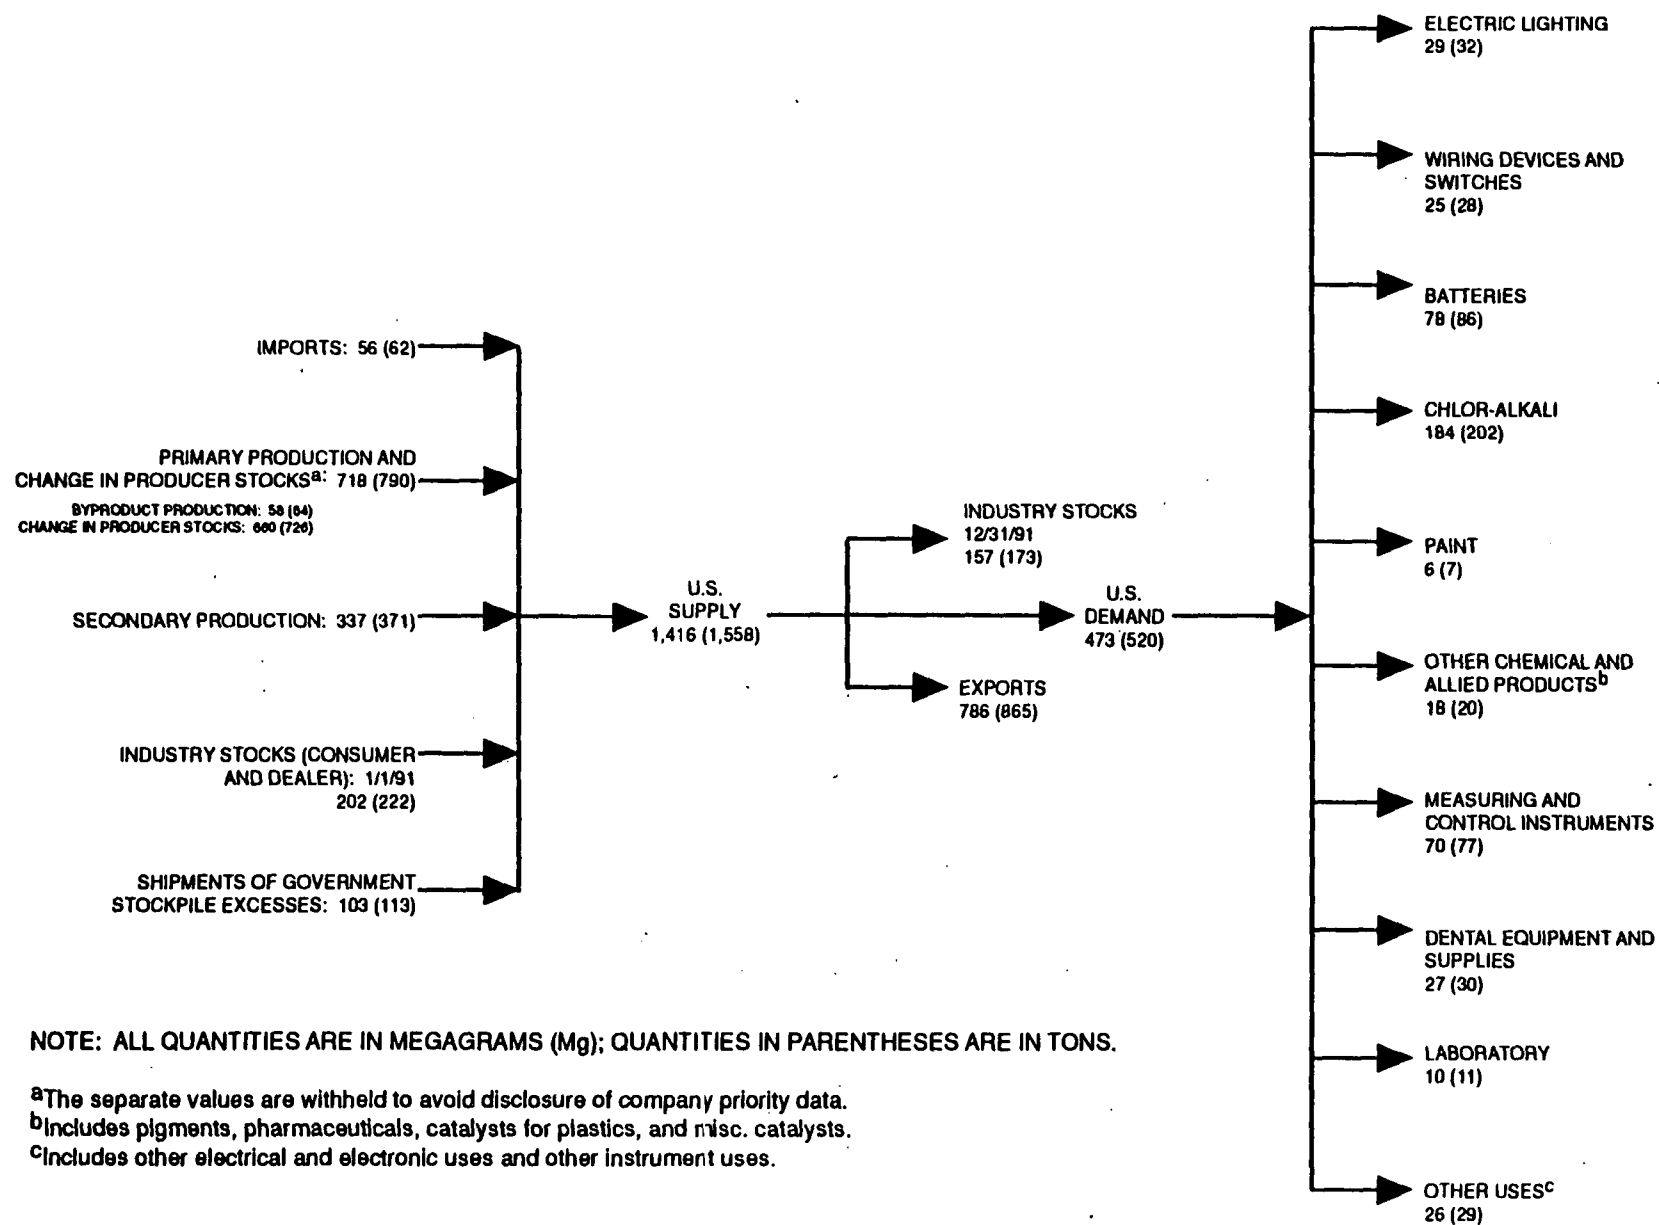 IMPORTS: 56 (62)
PRIMARY PRODUCTION AND
CHANGE IN PRODUCER STOCKSa: 718 (790)
BYPRODUCT PRODUCTION: 58 (64)
CHANGE IN PRODUCER STOCKS: 660 (726)
SECONDARY PRODUCTION: 337 (371)
INDUSTRY STOCKS (CONSUMER
AND DEALER): 1/1/91
202 (222)
SHIPMENTS OF GOVERNMENT
STOCKPILE EXCESSES: 103 (113)
U.S.
SUPPLY
1,416 (1,558)
INDUSTRY STOCKS
12/31/91
157 (173)
EXPORTS
786 (865)
U.S.
DEMAND
473 (520)
ELECTRIC LIGHTING
29 (32)
WIRING DEVICES AND
SWITCHES
25 (28)
BATTERIES
78 (86)
CHLOR-ALKALI
184 (202)
PAINT
6 (7)
OTHER CHEMICAL AND
ALLIED PRODUCTSb
18 (20)
MEASURING AND
CONTROL INSTRUMENTS
70 (77)
DENTAL EQUIPMENT AND
SUPPLIES
27 (30)
LABORATORY
10 (11)
OTHER USESc
26 (29)
NOTE: ALL QUANTITIES ARE IN MEGAGRAMS (Mg); QUANTITIES IN PARENTHESES ARE IN TONS.
aThe separate values are withheld to avoid disclosure of company priority data.
bIncludes pigments, pharmaceuticals, catalysts for plastics, and misc. catalysts.
cIncludes other electrical and electronic uses and other instrument uses.